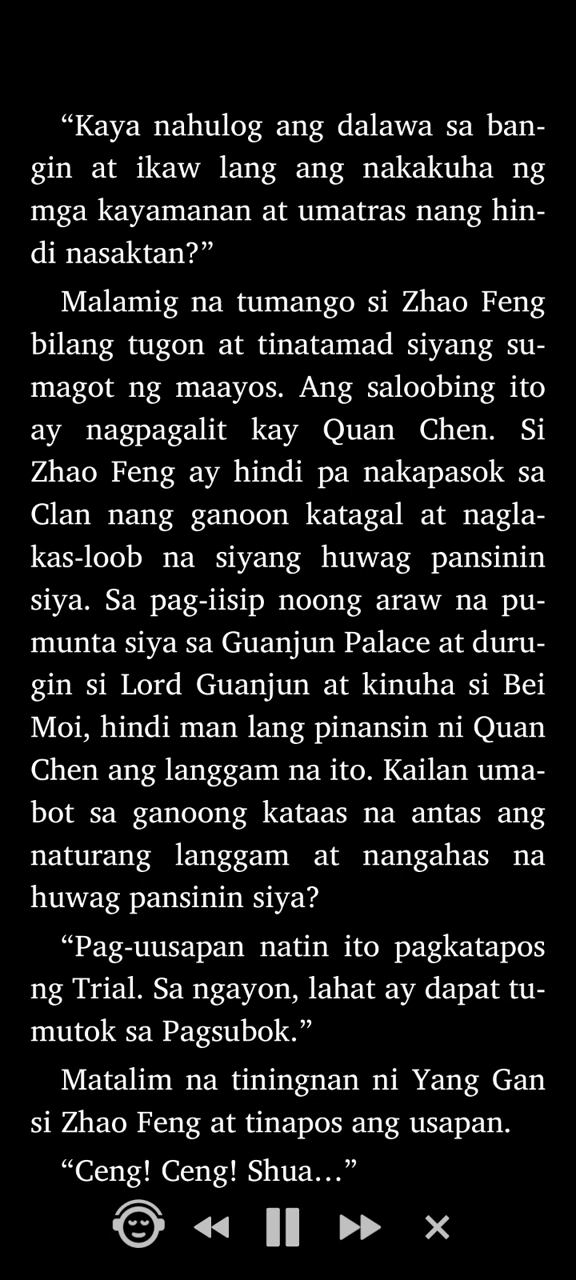 “Kaya nahulog ang dalawa sa ban-
gin at ikaw lang ang nakakuha ng
mga kayamanan at umatras nang hin-
di nasaktan?”
Malamig na tumango si Zhao Feng
bilang tugon at tinatamad siyang su-
magot ng maayos. Ang saloobing ito
ay nagpagalit kay Quan Chen. Si
Zhao Feng ay hindi pa nakapasok sa
Clan nang ganoon katagal at nagla-
kas-loob na siyang huwag pansinin
siya. Sa pag-iisip noong araw na pu-
munta siya sa Guanjun Palace at duru-
gin si Lord Guanjun at kinuha si Bei
Moi, hindi man lang pinansin ni Quan
Chen ang langgam na ito. Kailan uma-
bot sa ganoong kataas na antas ang
naturang langgam at nangahas na
huwag pansinin siya?
“Pag-uusapan natin ito pagkatapos
ng Trial. Sa ngayon, lahat ay dapat tu-
mutok sa Pagsubok.”
Matalim na tiningnan ni Yang Gan
si Zhao Feng at tinapos ang usapan.
“Ceng! Ceng! Shua…”